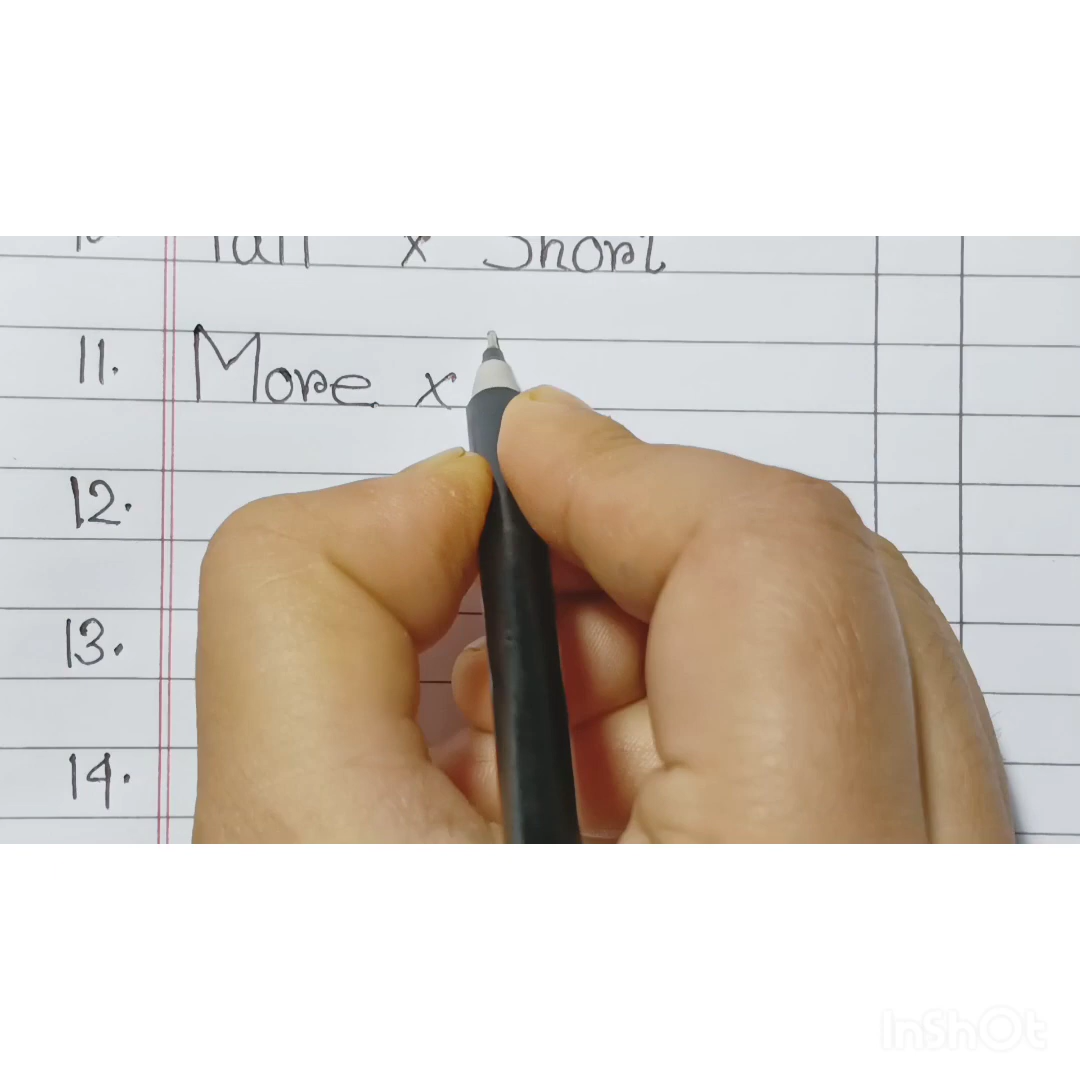 Tall x Short
11. More x
12.
13.
14.
InShOt